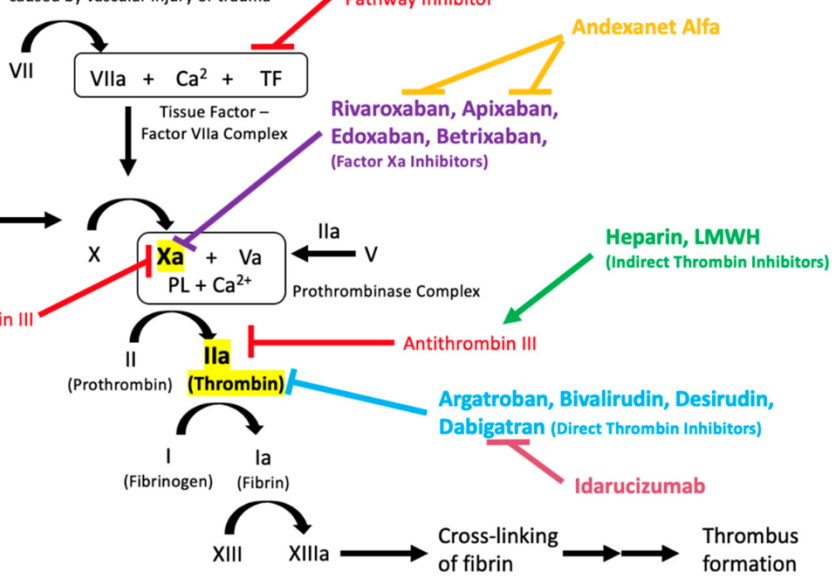 caused by vascular injury or trauma
Pathway Inhibitor
Andexanet Alfa
VII
VIIa + Ca² + TF
Tissue Factor –
Factor VIIa Complex
Rivaroxaban, Apixaban,
Edoxaban, Betrixaban,
(Factor Xa Inhibitors)
X
Xa + Va
PL + Ca²⁺
IIa
V
Prothrombinase Complex
Heparin, LMWH
(Indirect Thrombin Inhibitors)
in III
Antithrombin III
II
(Prothrombin)
IIa
(Thrombin)
Argatroban, Bivalirudin, Desirudin,
Dabigatran (Direct Thrombin Inhibitors)
I
(Fibrinogen)
Ia
(Fibrin)
Idarucizumab
XIII
XIIIa
Cross-linking
of fibrin
Thrombus
formation